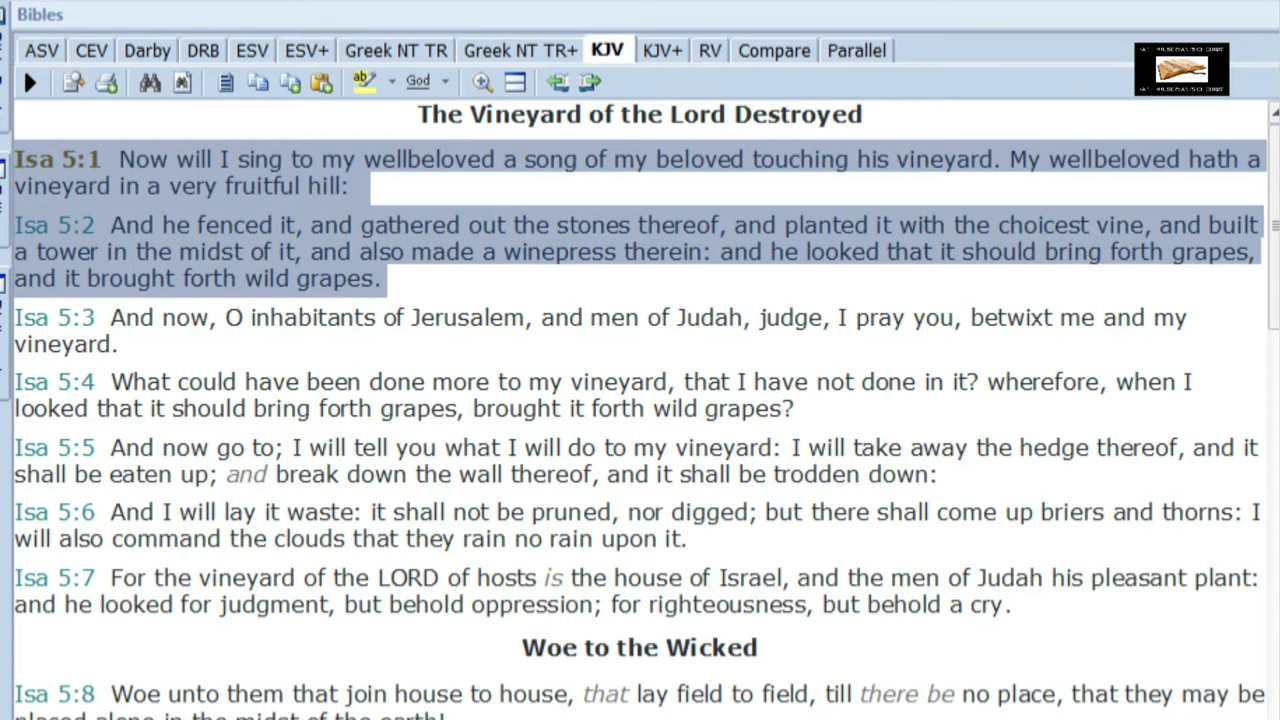 Bibles
ASV CEV Darby DRB ESV ESV+ Greek NT TR Greek NT TR+ KJV KJV+ RV Compare Parallel
ab God
The Vineyard of the Lord Destroyed
Isa 5:1 Now will I sing to my wellbeloved a song of my beloved touching his vineyard. My wellbeloved hath a
vineyard in a very fruitful hill:
Isa 5:2 And he fenced it, and gathered out the stones thereof, and planted it with the choicest vine, and built
a tower in the midst of it, and also made a winepress therein: and he looked that it should bring forth grapes,
and it brought forth wild grapes.
Isa 5:3 And now, O inhabitants of Jerusalem, and men of Judah, judge, I pray you, betwixt me and my
vineyard.
Isa 5:4 What could have been done more to my vineyard, that I have not done in it? wherefore, when I
looked that it should bring forth grapes, brought it forth wild grapes?
Isa 5:5 And now go to; I will tell you what I will do to my vineyard: I will take away the hedge thereof, and it
shall be eaten up; and break down the wall thereof, and it shall be trodden down:
Isa 5:6 And I will lay it waste: it shall not be pruned, nor digged; but there shall come up briers and thorns: I
will also command the clouds that they rain no rain upon it.
Isa 5:7 For the vineyard of the LORD of hosts is the house of Israel, and the men of Judah his pleasant plant:
and he looked for judgment, but behold oppression; for righteousness, but behold a cry.
Woe to the Wicked
Isa 5:8 Woe unto them that join house to house, that lay field to field, till there be no place, that they may be
placed alone in the midst of the earth!